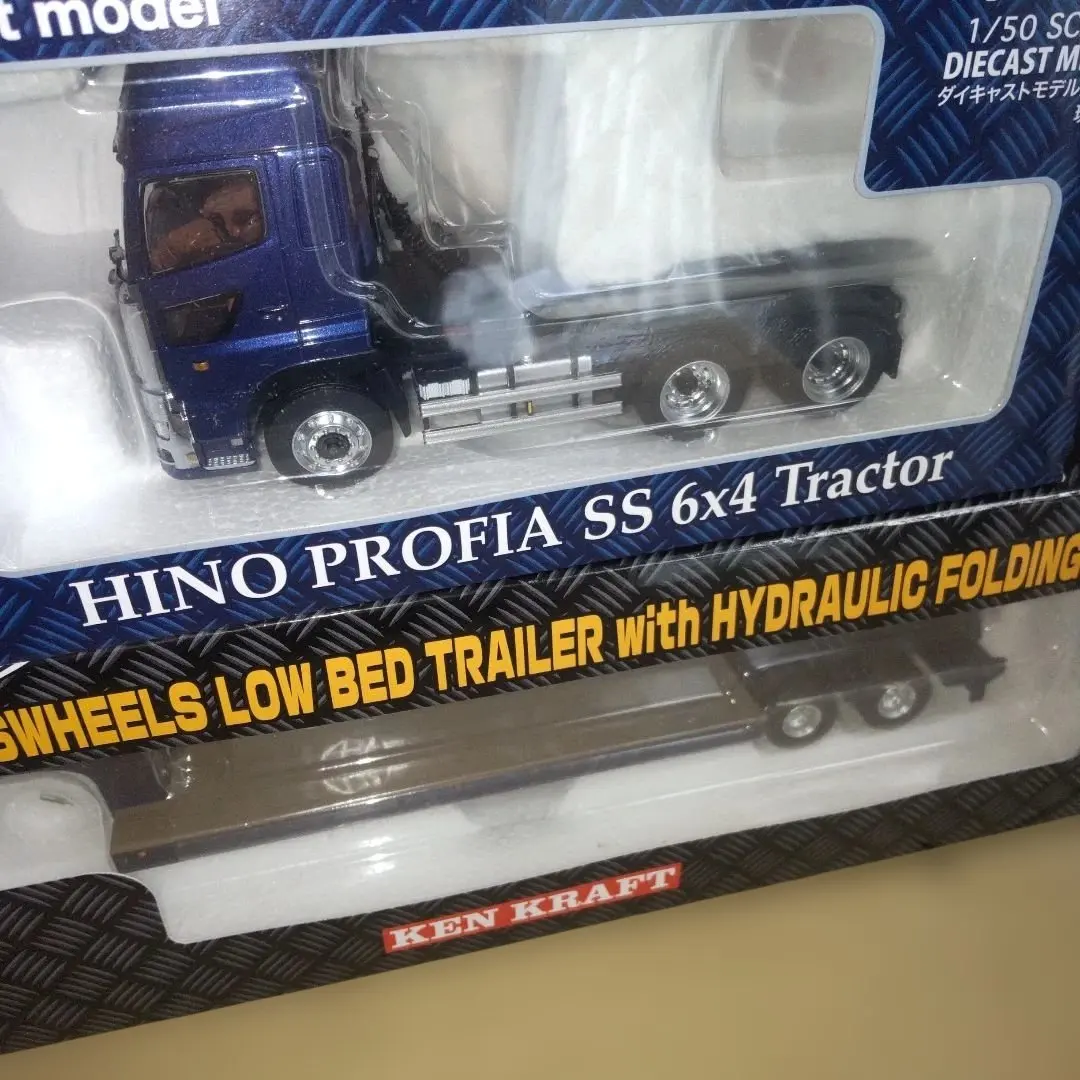 t model
1/50 SC
DIECAST M
ダイキャストモデル
HINO PROFIA SS 6x4 Tractor
SWHEELS LOW BED TRAILER with HYDRAULIC FOLDING
KEN KRAFT